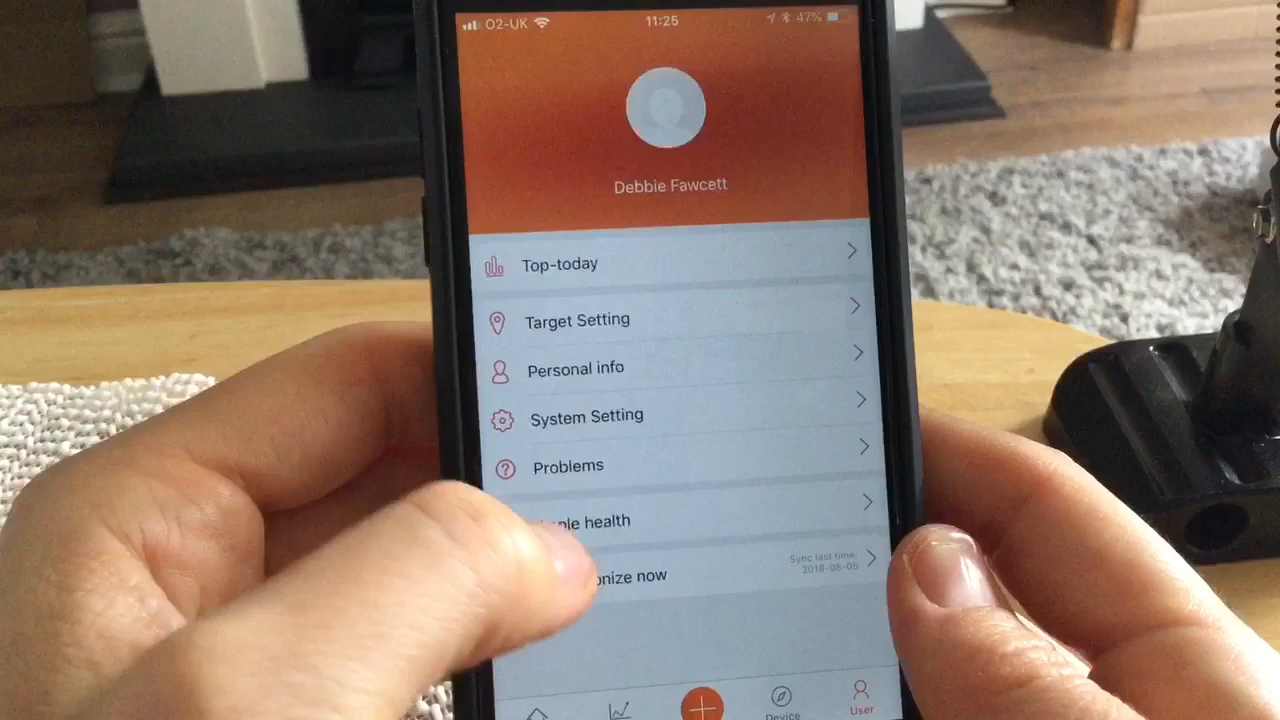 O2-UK 11:25 47%
Debbie Fawcett
Top-today
Target Setting
Personal info
System Setting
Problems
health
now
Sync last time:
2018-08-05
Device
User